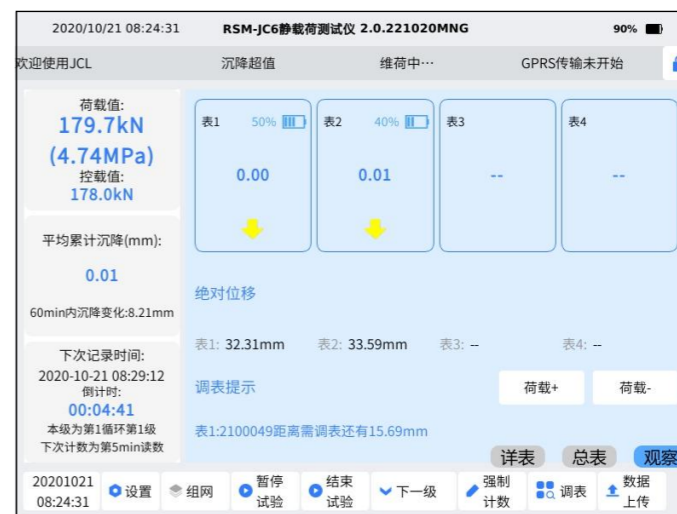 2020/10/21 08:24:31 RSM-JC6静载荷测试仪 2.0.221020MNG 90%
欢迎使用JCL 沉降超值 维荷中… GPRS传输未开始
荷载值:
179.7kN
(4.74MPa)
控载值:
178.0kN
平均累计沉降(mm):
0.01
60min内沉降变化:8.21mm
下次记录时间:
2020-10-21 08:29:12
倒计时:
00:04:41
本级为第1循环第1级
下次计数为第5min读数
表1 50% 表2 40% 表3 表4
0.00 0.01 -- --
绝对位移
表1: 32.31mm 表2: 33.59mm 表3: -- 表4: --
调表提示 荷载+ 荷载-
表1:2100049距离需调表还有15.69mm
详表 总表 观察
20201021
08:24:31
设置
组网
暂停
试验
结束
试验
下一级
强制
计数
调表
数据
上传